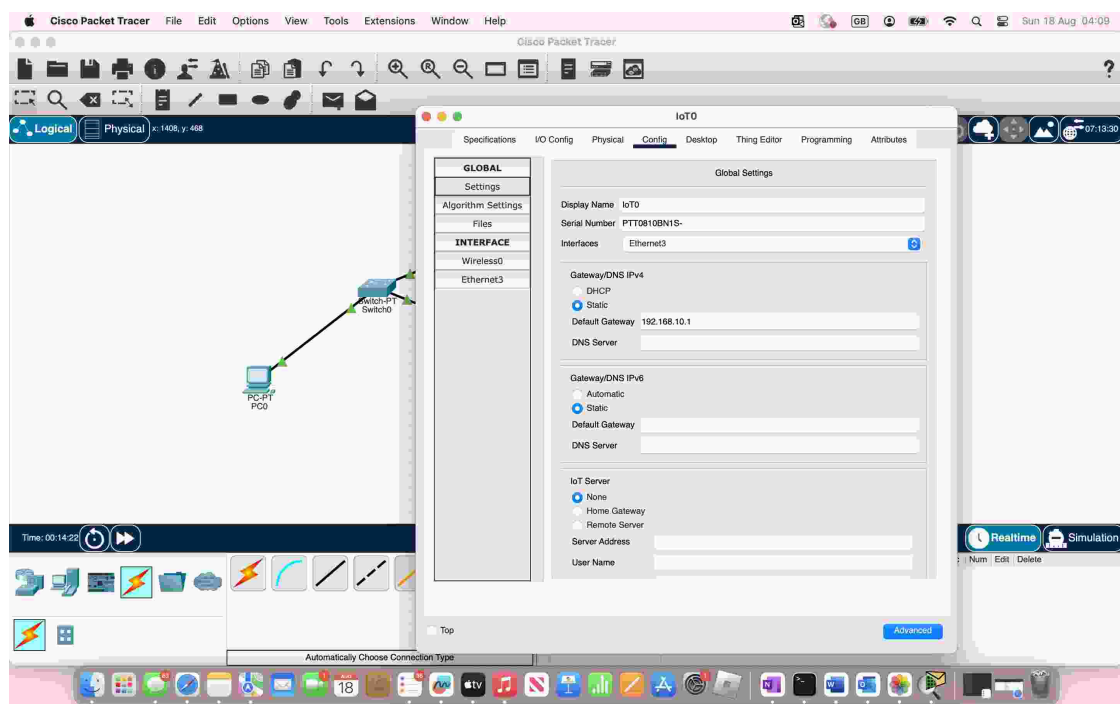 Cisco Packet Tracer File Edit Options View Tools Extensions Window Help GB Sun 18 Aug 04:09
Cisco Packet Tracer
?
Logical Physical x: 1408, y: 468 07:13:30
IoT0
Specifications I/O Config Physical Config Desktop Thing Editor Programming Attributes
GLOBAL
Settings
Algorithm Settings
Files
INTERFACE
Wireless0
Ethernet3
Global Settings
Display Name IoT0
Serial Number PTT0810BN1S-
Interfaces Ethernet3
Gateway/DNS IPv4
DHCP
Static
Default Gateway 192.168.10.1
DNS Server
Gateway/DNS IPv6
Automatic
Static
Default Gateway
DNS Server
IoT Server
None
Home Gateway
Remote Server
Server Address
User Name
Top Advanced
Switch-PT
Switch0
PC-PT
PC0
Time: 00:14:22 Realtime Simulation
Num Edit Delete
Automatically Choose Connection Type
18
tv